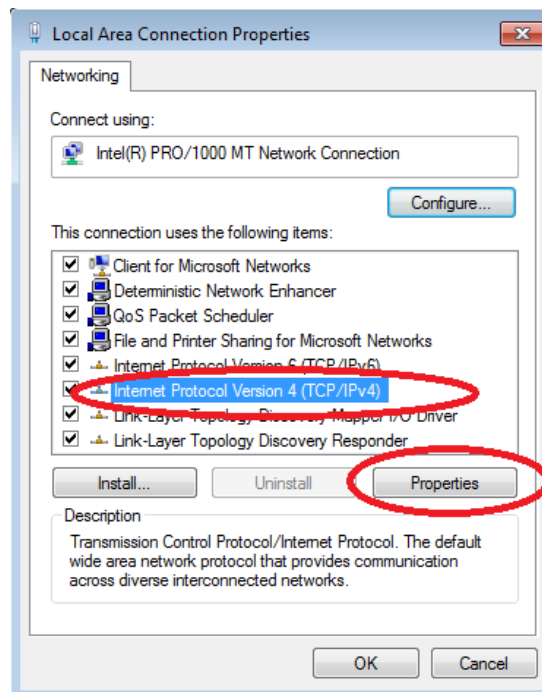 Local Area Connection Properties
Networking
Connect using:
Intel(R) PRO/1000 MT Network Connection
Configure...
This connection uses the following items:
Client for Microsoft Networks
Deterministic Network Enhancer
QoS Packet Scheduler
File and Printer Sharing for Microsoft Networks
Internet Protocol Version 6 (TCP/IPv6)
Internet Protocol Version 4 (TCP/IPv4)
Link-Layer Topology Discovery Mapper I/O Driver
Link-Layer Topology Discovery Responder
Install...
Uninstall
Properties
Description
Transmission Control Protocol/Internet Protocol. The default
wide area network protocol that provides communication
across diverse interconnected networks.
OK
Cancel